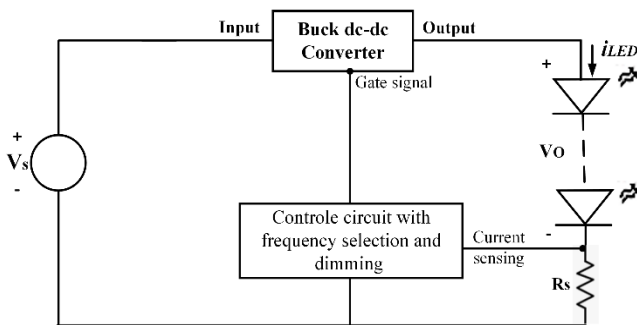 Input
Buck dc-dc
Converter
Output
iLED
+
Gate signal
+
Vs
-
Vo
Controle circuit with
frequency selection and
dimming
Current
sensing
-
Rs